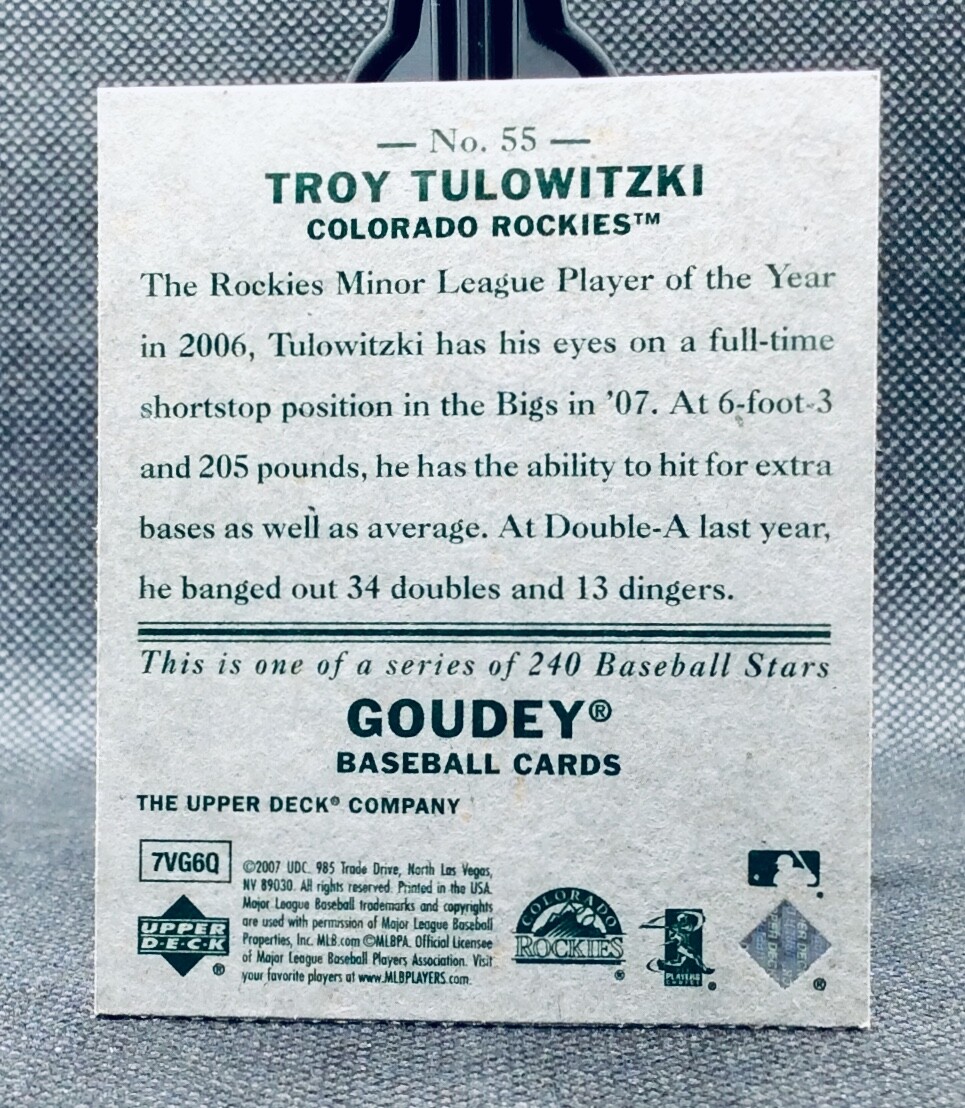 — No. 55 —
TROY TULOWITZKI
COLORADO ROCKIES™
The Rockies Minor League Player of the Year
in 2006, Tulowitzki has his eyes on a full-time
shortstop position in the Bigs in ’07. At 6-foot-3
and 205 pounds, he has the ability to hit for extra
bases as well as average. At Double-A last year,
he banged out 34 doubles and 13 dingers.
This is one of a series of 240 Baseball Stars
GOUDEY®
BASEBALL CARDS
THE UPPER DECK® COMPANY
7VG6Q
©2007 UDC. 985 Trade Drive, North Las Vegas,
NV 89030. All rights reserved. Printed in the USA.
Major League Baseball trademarks and copyrights
are used with permission of Major League Baseball
Properties, Inc. MLB.com ©MLBPA. Official Licensee
of Major League Baseball Players Association. Visit
your favorite players at www.MLBPLAYERS.com.
UPPER
D·E·C·K
®
COLORADO
ROCKIES
®
PLAYERS
CHOICE
®